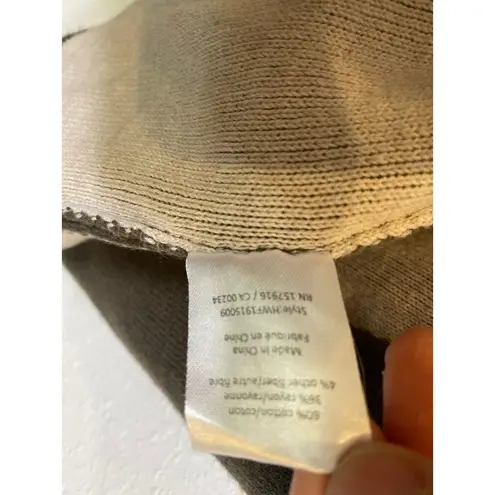 60% cotton/coton
36% rayon/rayonne
4% other fiber/autre fibre
Made in China
Fabriqué en Chine
Style:HWF1915009
RN 157916 / CA 00234